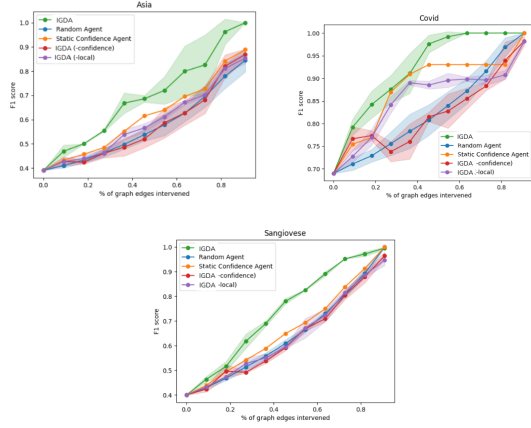 Asia
1.0
0.9
0.8
0.7
0.6
0.5
0.4
F1 score
IGDA
Random Agent
Static Confidence Agent
IGDA (-confidence)
IGDA (-local)
0.0 0.2 0.4 0.6 0.8
% of graph edges intervened
Covid
1.00
0.95
0.90
0.85
0.80
0.75
0.70
F1 score
IGDA
Random Agent
Static Confidence Agent
IGDA -confidence)
IGDA -local)
0.0 0.2 0.4 0.6 0.8
% of graph edges intervened
Sangiovese
1.0
0.9
0.8
0.7
0.6
0.5
0.4
F1 score
IGDA
Random Agent
Static Confidence Agent
IGDA -confidence)
IGDA -local)
0.0 0.2 0.4 0.6 0.8
% of graph edges intervened